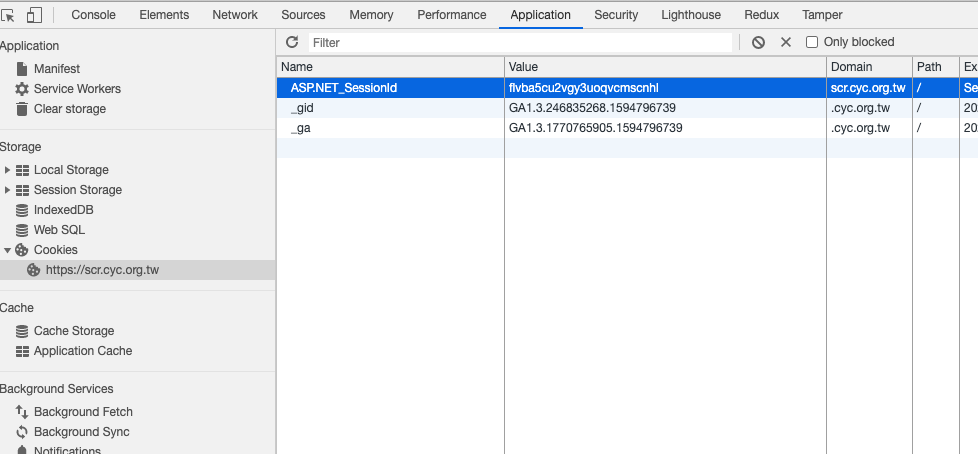 Console Elements Network Sources Memory Performance Application Security Lighthouse Redux Tamper
Application
Manifest
Service Workers
Clear storage
Storage
Local Storage
Session Storage
IndexedDB
Web SQL
Cookies
https://scr.cyc.org.tw
Cache
Cache Storage
Application Cache
Background Services
Background Fetch
Background Sync
Notifications
Filter Only blocked
Name Value Domain Path Ex
ASP.NET_SessionId flvba5cu2vgy3uoqvcmscnhl scr.cyc.org.tw / Se
_gid GA1.3.246835268.1594796739 .cyc.org.tw / 20
_ga GA1.3.1770765905.1594796739 .cyc.org.tw / 20